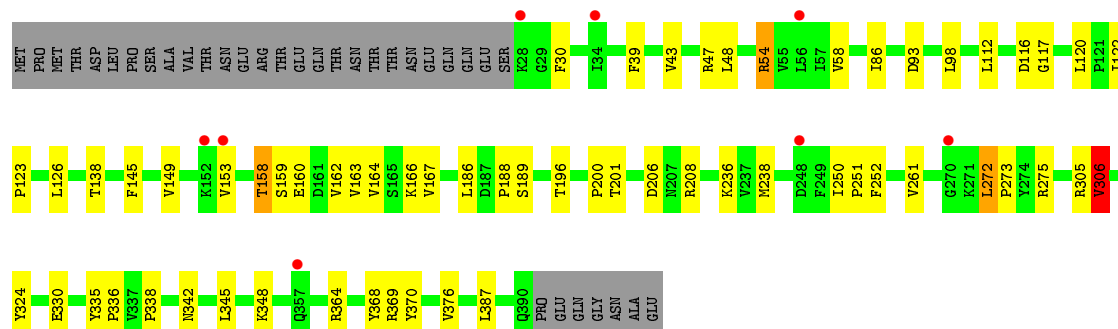 MET PRO MET THR ASP LEU PRO SER ALA VAL THR ASN GLU ARG THR GLU GLN THR ASN THR THR ASN GLU GLN GLN GLU SER K28 G29 F30 I34 F39 V43 R47 L48 R54 V55 L56 I57 V58 I86 D93 L98 L112 D116 G117 L120 P121 I122
P123 L126 T138 F145 V149 K152 V153 T158 S159 E160 D161 V162 V163 V164 S165 K166 V167 L186 D187 P188 S189 T196 P200 T201 D206 N207 R208 K236 V237 M238 D248 F249 I250 P251 F252 V261 G270 K271 L272 P273 Y274 R275 R305 V306
Y324 E330 Y335 P336 V337 P338 N342 L345 K348 Q357 R364 Y368 R369 Y370 V376 L387 Q390 PRO GLU GLN GLY ASN ALA GLU